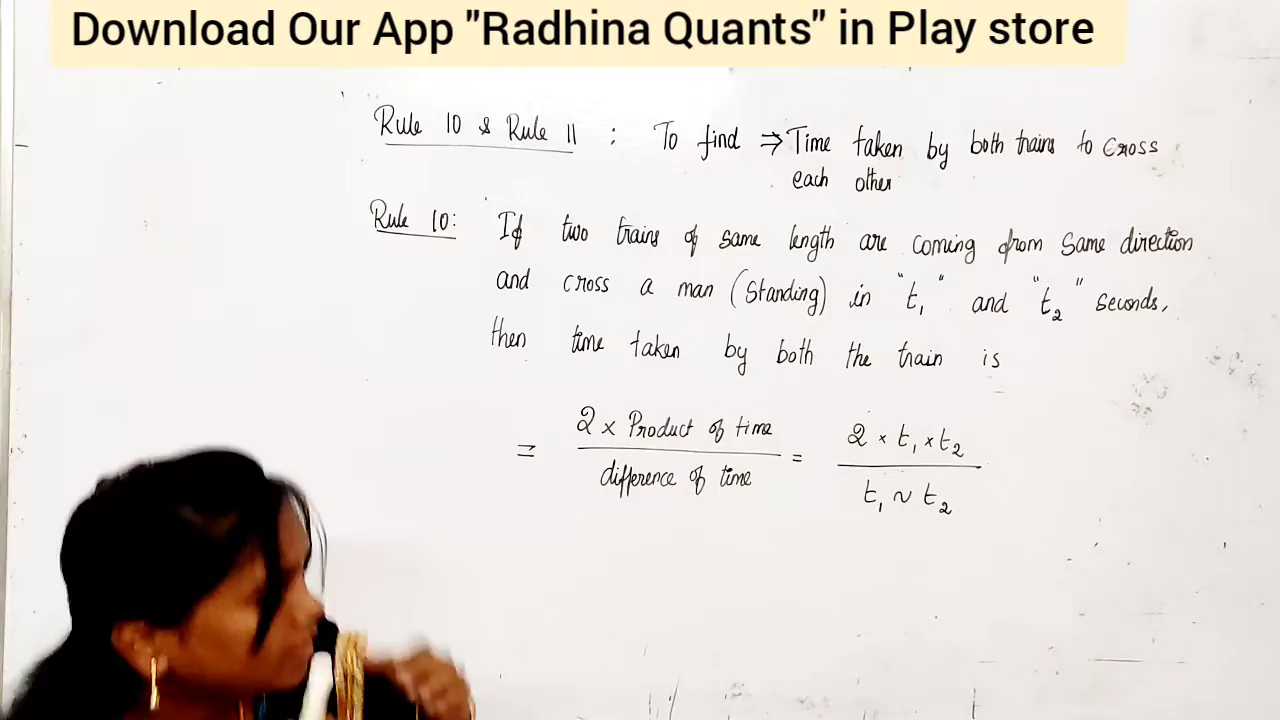 Download Our App "Radhina Quants" in Play store
Rule 10 & Rule 11 : To find ⇒ Time taken by both trains to cross
each other
Rule 10: If two trains of same length are coming from same direction
and cross a man (standing) in "t₁" and "t₂" seconds,
then time taken by both the train is
= 2 × Product of time / difference of time = 2 × t₁ × t₂ / t₁ ~ t₂